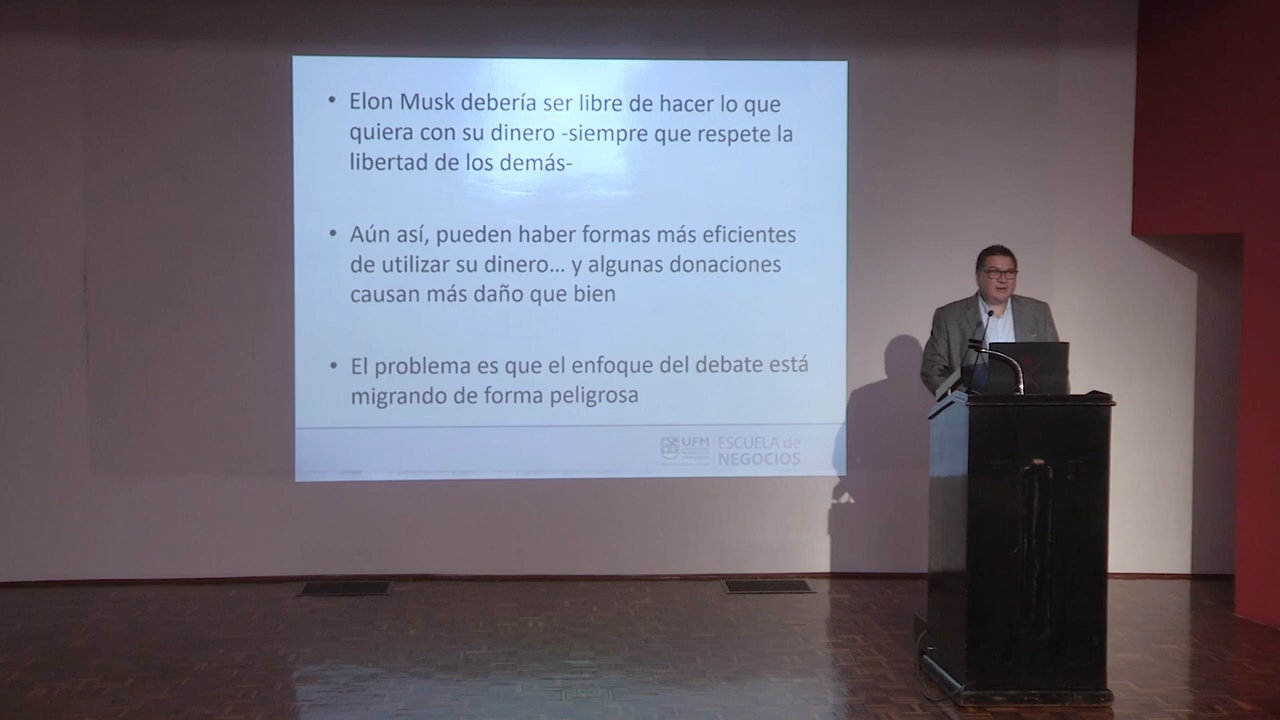 • Elon Musk debería ser libre de hacer lo que
quiera con su dinero -siempre que respete la
libertad de los demás-
• Aún así, pueden haber formas más eficientes
de utilizar su dinero... y algunas donaciones
causan más daño que bien
• El problema es que el enfoque del debate está
migrando de forma peligrosa
UFM
ESCUELA de
NEGOCIOS